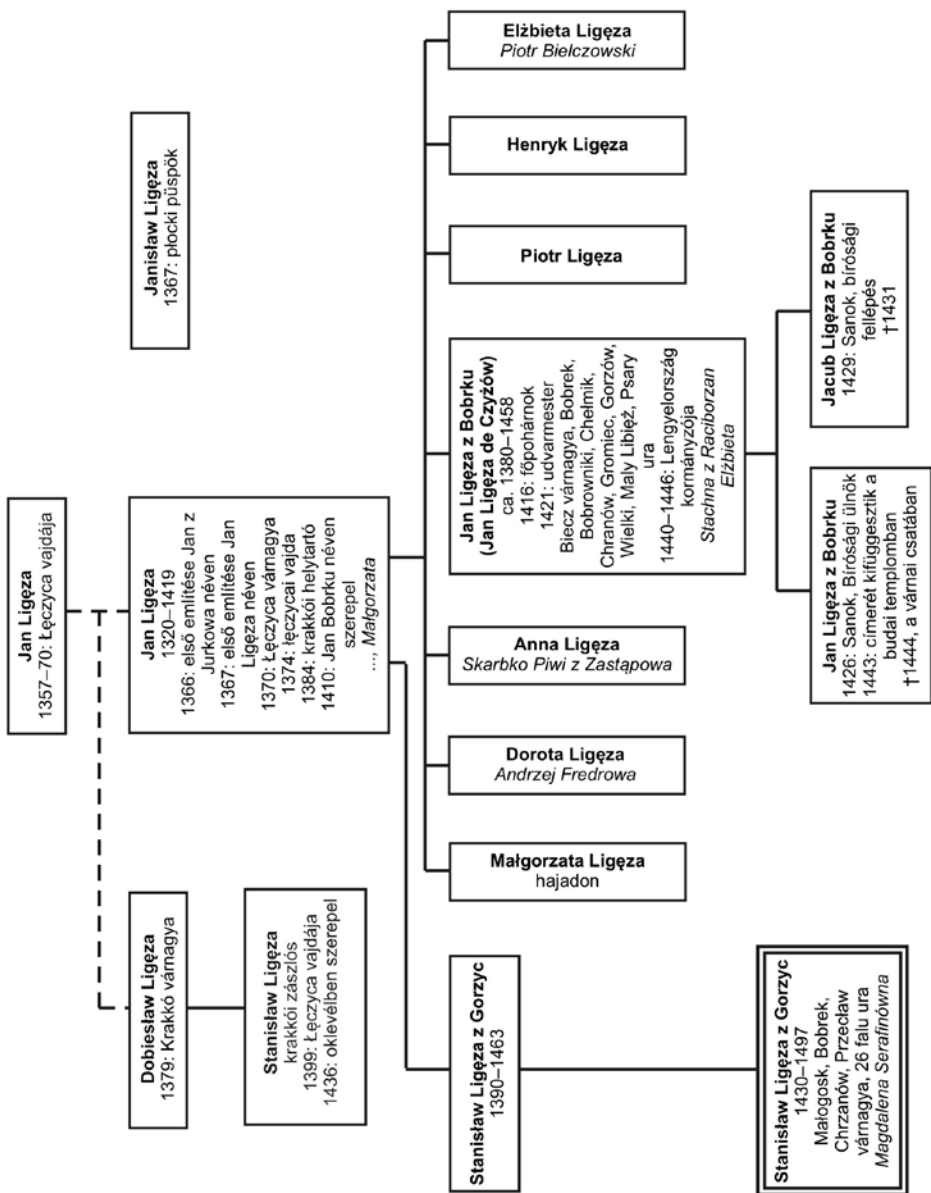 Jan Ligęza
1357–70: Łęczyca vajdája
Dobiesław Ligęza
1379: Krakkó várnagya
Jan Ligęza
1320–1419
1366: első említése Jan z
Jurkowa néven
1367: első említése Jan
Ligęza néven
1370: Łęczyca várnagya
1374: łęczycai vajda
1384: krakkói helytartó
1410: Jan Bobrku néven
szerepel
..., Małgorzata
Janisław Ligęza
1367: płocki püspök
Stanisław Ligęza
krakkói zászlós
1399: Łęczyca vajdája
1436: oklevélben szerepel
Stanisław Ligęza z Gorzyc
1390–1463
Małgorzata Ligęza
hajadon
Dorota Ligęza
Andrzej Fredrowa
Anna Ligęza
Skarbko Piwi z Zastąpowa
Jan Ligęza z Bobrku
(Jan Ligęza de Czyżów)
ca. 1380–1458
1416: főpohárnok
1421: udvarmester
Biecz várnagya, Bobrek,
Bobrowniki, Chełmik,
Chranów, Gromiec, Gorzów,
Wielki, Maly Libięż, Psary
ura
1440–1446: Lengyelország
kormányzója
Stachna z Raciborzan
Elżbieta
Piotr Ligęza
Henryk Ligęza
Elżbieta Ligęza
Piotr Bielczowski
Stanisław Ligęza z Gorzyc
1430–1497
Małogosk, Bobrek,
Chrzanów, Przecław
várnagya, 26 falu ura
Magdalena Serafinówna
Jan Ligęza z Bobrku
1426: Sanok, Bírósági ülnök
1443: címerét kifüggesztik a
budai templomban
†1444, a várnai csatában
Jacub Ligęza z Bobrku
1429: Sanok, bírósági
fellépés
†1431